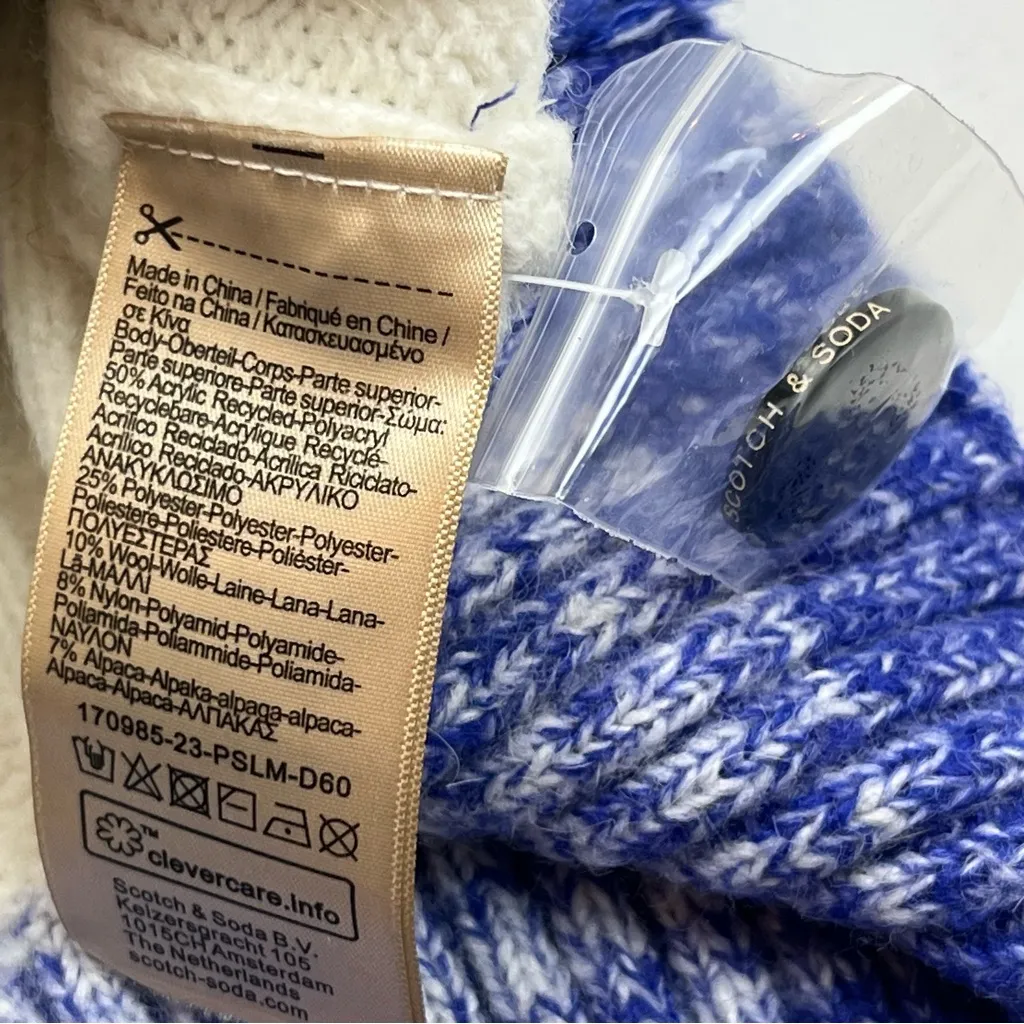 Made in China / Fabriqué en Chine /
Feito na China / Κατασκευασμένο
σε Κίνα
Body-Oberteil-Corps-Parte superior-
Parte superiore-Parte superior-Σώμα:
50% Acrylic Recycled-Polyacryl
Recyclebare-Acrylique Recyclé-
Acrilico Reciclado-Acrilica Riciclato-
Acrílico Reciclado-ΑΚΡΥΛΙΚΟ
ΑΝΑΚΥΚΛΩΣΙΜΟ
25% Polyester-Polyester-Polyester-
Poliestere-Poliestere-Poliéster-
ΠΟΛΥΕΣΤΕΡΑΣ
10% Wool-Wolle-Laine-Lana-Lana-
Lã-ΜΑΛΛΙ
8% Nylon-Polyamid-Polyamide-
Poliamida-Poliammide-Poliamida-
ΝΑΥΛΟΝ
7% Alpaca-Alpaka-alpaga-alpaca-
Alpaca-Alpaca-ΑΛΠΑΚΑΣ
170985-23-PSLM-D60
™
clevercare.info
Scotch & Soda B.V.
Keizersgracht 105
1015CH Amsterdam
The Netherlands
scotch-soda.com
SCOTCH & SODA